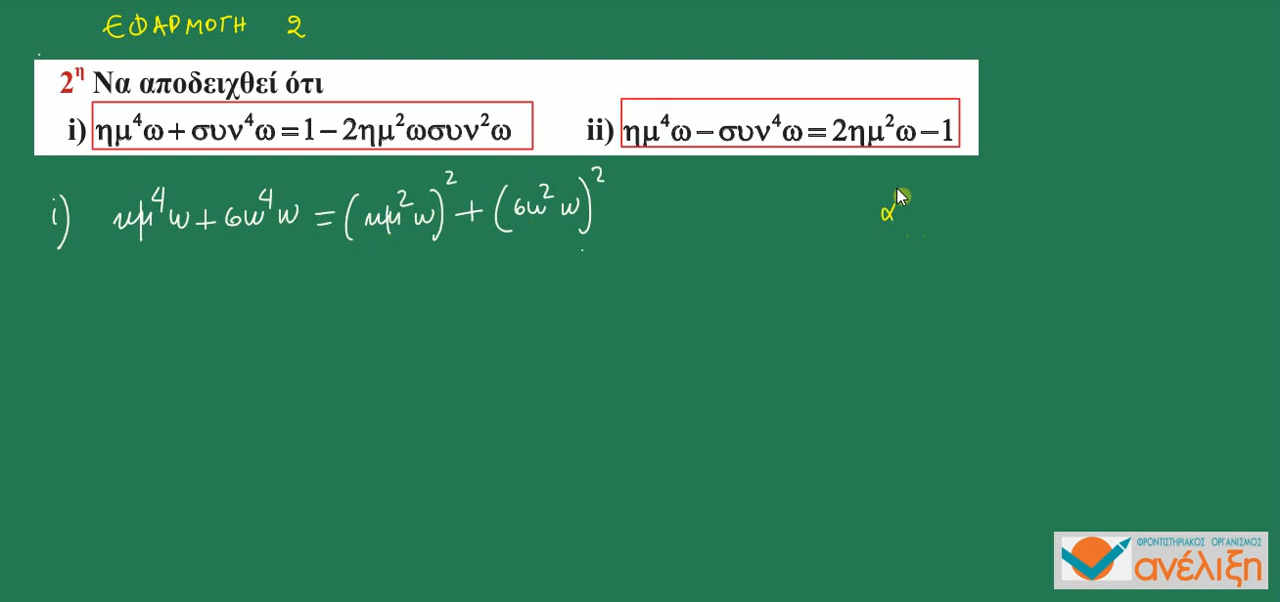 ΕΦΑΡΜΟΓΗ 2
2η Να αποδειχθεί ότι
i) ημ⁴ω + συν⁴ω = 1 − 2ημ²ωσυν²ω ii) ημ⁴ω − συν⁴ω = 2ημ²ω − 1
i) ημ⁴ω + συν⁴ω = (ημ²ω)² + (συν²ω)² α
ΦΡΟΝΤΙΣΤΗΡΙΑΚΟΣ ΟΡΓΑΝΙΣΜΟΣ
ανέλιξη